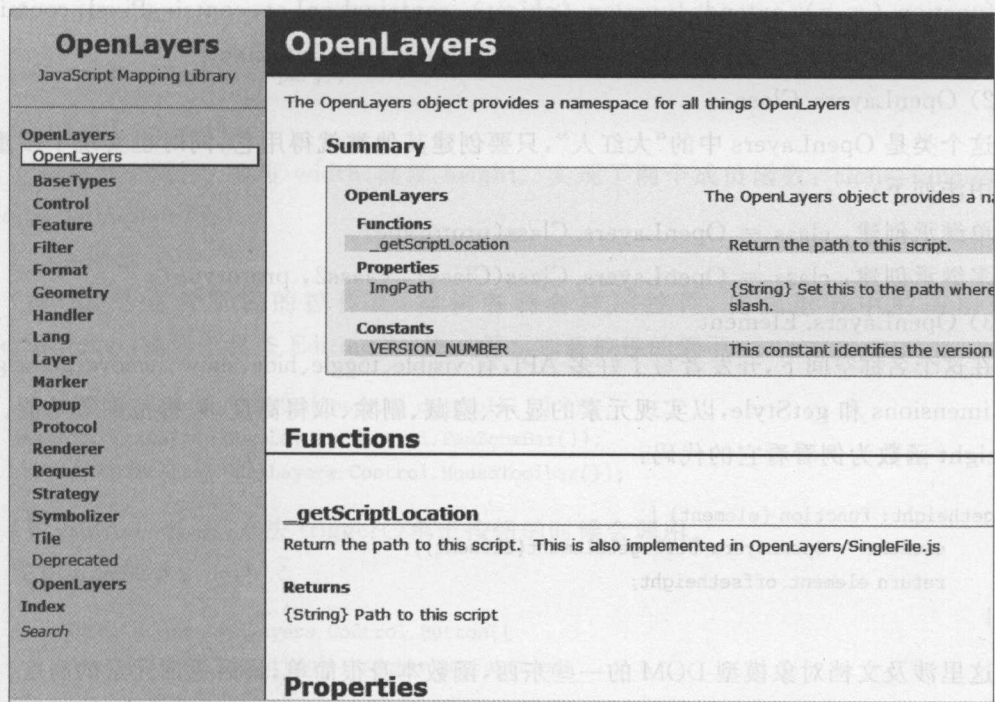 OpenLayers
JavaScript Mapping Library
OpenLayers
OpenLayers
BaseTypes
Control
Feature
Filter
Format
Geometry
Handler
Lang
Layer
Marker
Popup
Protocol
Renderer
Request
Strategy
Symbolizer
Tile
Deprecated
OpenLayers
Index
Search
OpenLayers
The OpenLayers object provides a namespace for all things OpenLayers
Summary
OpenLayers The OpenLayers object provides a na
Functions
_getScriptLocation Return the path to this script.
Properties
ImgPath {String} Set this to the path where
slash.
Constants
VERSION_NUMBER This constant identifies the version
Functions
_getScriptLocation
Return the path to this script. This is also implemented in OpenLayers/SingleFile.js
Returns
{String} Path to this script
Properties